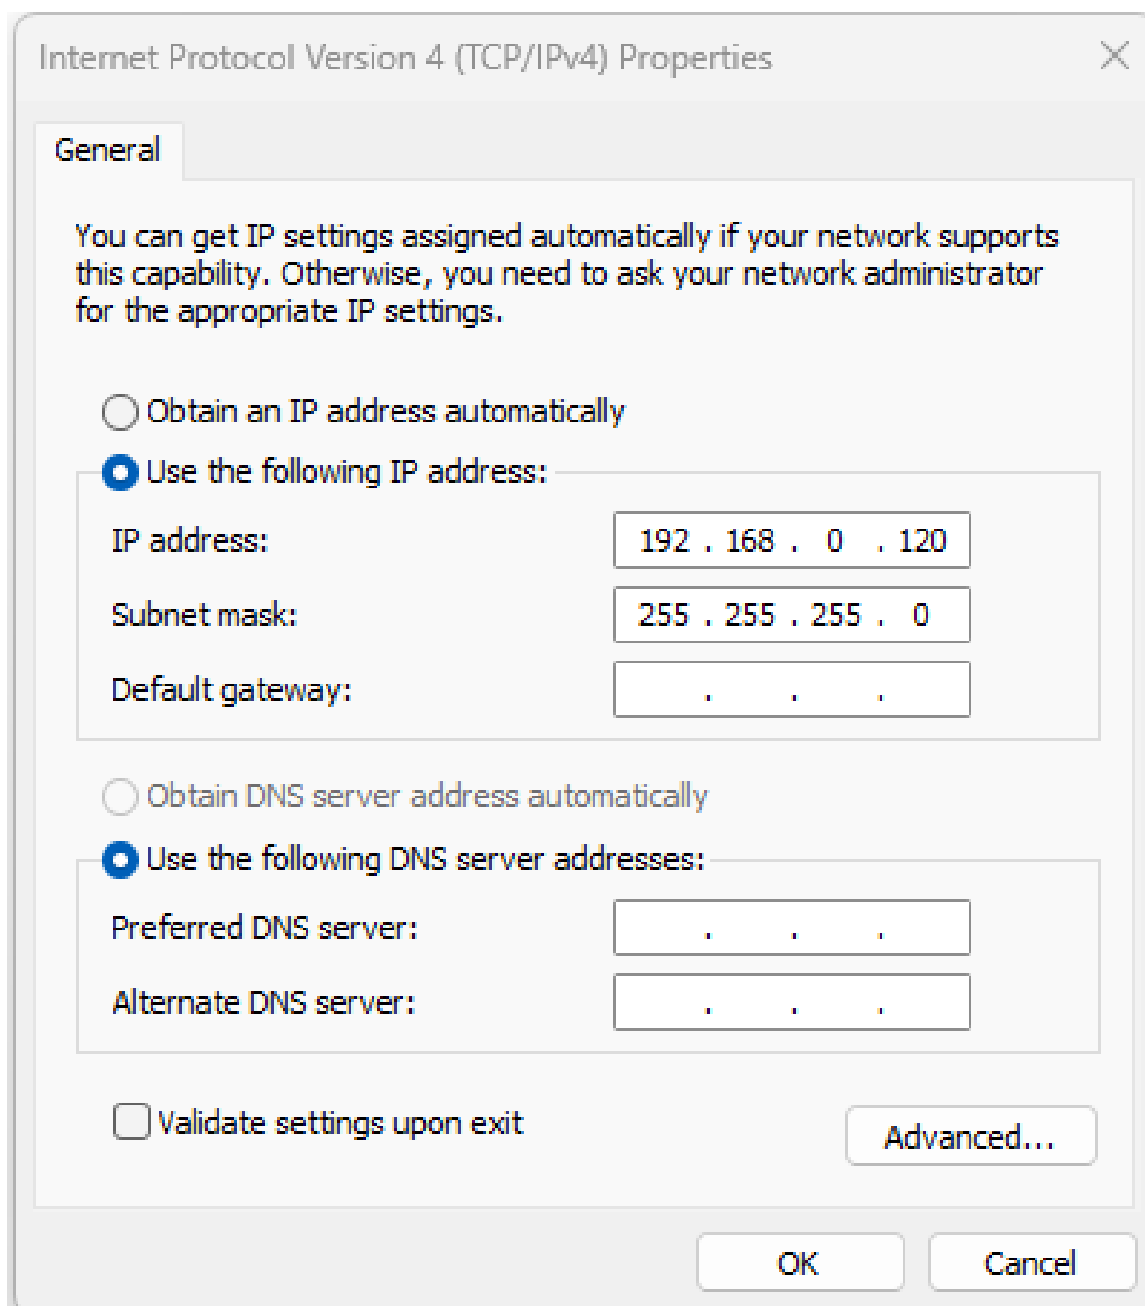 Internet Protocol Version 4 (TCP/IPv4) Properties
General
You can get IP settings assigned automatically if your network supports
this capability. Otherwise, you need to ask your network administrator
for the appropriate IP settings.
Obtain an IP address automatically
Use the following IP address:
IP address: 192 . 168 . 0 . 120
Subnet mask: 255 . 255 . 255 . 0
Default gateway: . . .
Obtain DNS server address automatically
Use the following DNS server addresses:
Preferred DNS server: . . .
Alternate DNS server: . . .
Validate settings upon exit
Advanced...
OK Cancel